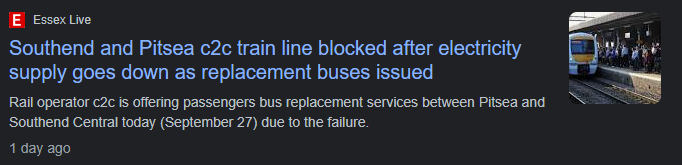 E Essex Live
Southend and Pitsea c2c train line blocked after electricity
supply goes down as replacement buses issued
Rail operator c2c is offering passengers bus replacement services between Pitsea and
Southend Central today (September 27) due to the failure.
1 day ago